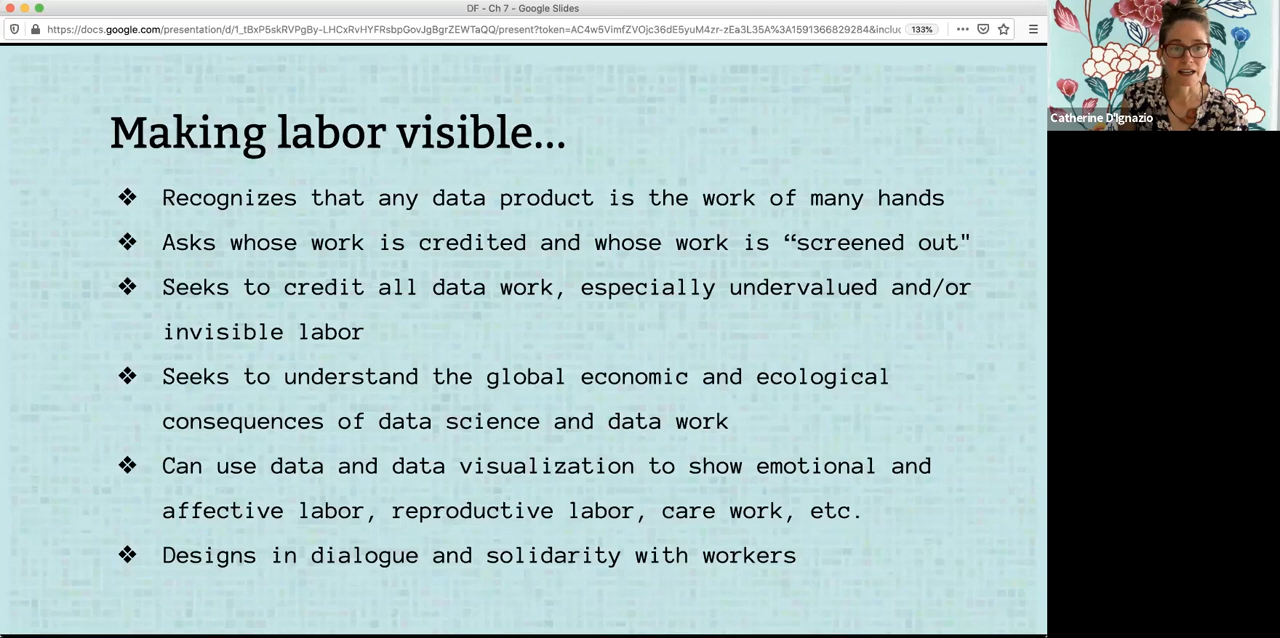 DF - Ch 7 - Google Slides
133%
Making labor visible...
❖ Recognizes that any data product is the work of many hands
❖ Asks whose work is credited and whose work is “screened out"
❖ Seeks to credit all data work, especially undervalued and/or
invisible labor
❖ Seeks to understand the global economic and ecological
consequences of data science and data work
❖ Can use data and data visualization to show emotional and
affective labor, reproductive labor, care work, etc.
❖ Designs in dialogue and solidarity with workers
Catherine D'Ignazio